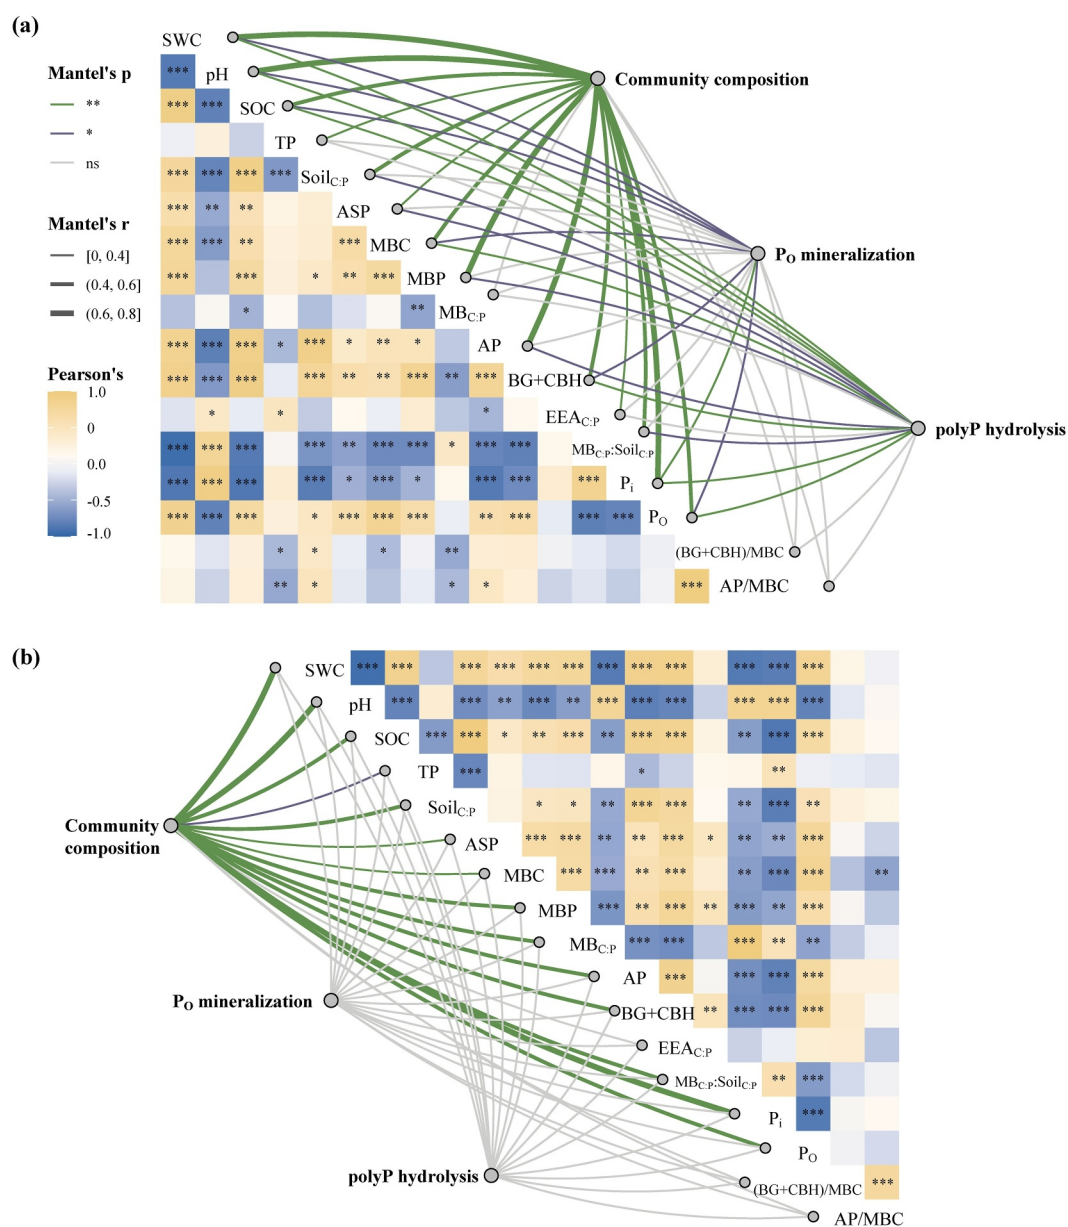 (a)
SWC
Mantel's p
**
*
ns
Mantel's r
[0, 0.4]
(0.4, 0.6]
(0.6, 0.8]
Pearson's
1.0
0
0.0
-0.5
-1.0
*** pH
*** *** SOC
TP
*** *** *** *** Soil C:P
*** ** ** ASP
*** *** ** *** MBC
*** *** * ** *** MBP
* ** MB C:P
*** *** *** * *** * ** * AP
*** *** *** *** ** ** *** ** *** BG+CBH
* * * EEA C:P
*** *** *** *** ** *** *** * *** *** MB C:P:Soil C:P
*** *** *** *** * *** * *** *** *** Pi
*** *** *** * *** *** *** ** *** *** *** PO
* * * ** (BG+CBH)/MBC
** * * * *** AP/MBC
Community composition
PO mineralization
polyP hydrolysis
(b)
SWC *** *** *** *** *** *** *** *** *** *** *** ***
pH *** *** ** *** ** *** *** *** *** *** ***
SOC *** *** * ** *** ** *** *** ** *** ***
TP *** * **
Soil C:P * * ** *** *** ** *** **
ASP *** *** ** ** *** * ** ** ***
MBC *** *** ** *** ** *** *** **
MBP *** ** *** ** *** ** ***
MB C:P *** *** *** ** **
AP *** *** *** ***
BG+CBH ** *** *** ***
EEA C:P
MB C:P:Soil C:P ** ***
Pi ***
PO
(BG+CBH)/MBC ***
AP/MBC
Community
composition
PO mineralization
polyP hydrolysis